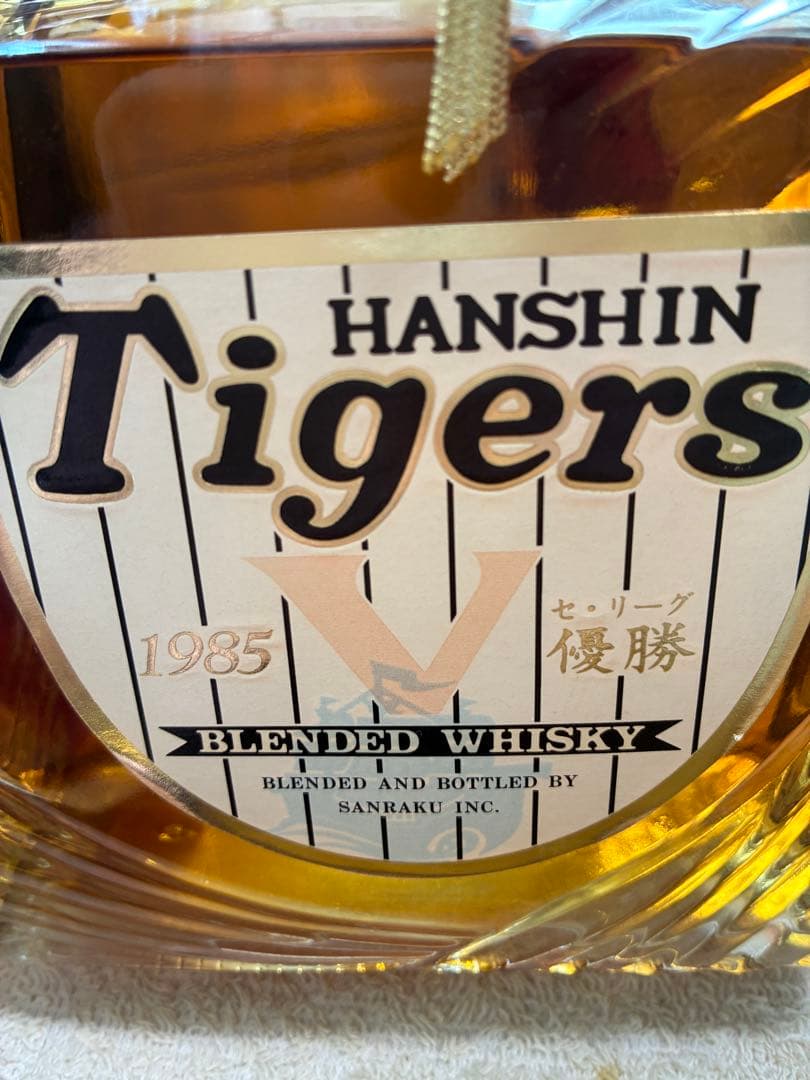 HANSHIN
Tigers
V
1985
セ・リーグ
優勝
BLENDED WHISKY
BLENDED AND BOTTLED BY
SANRAKU INC.